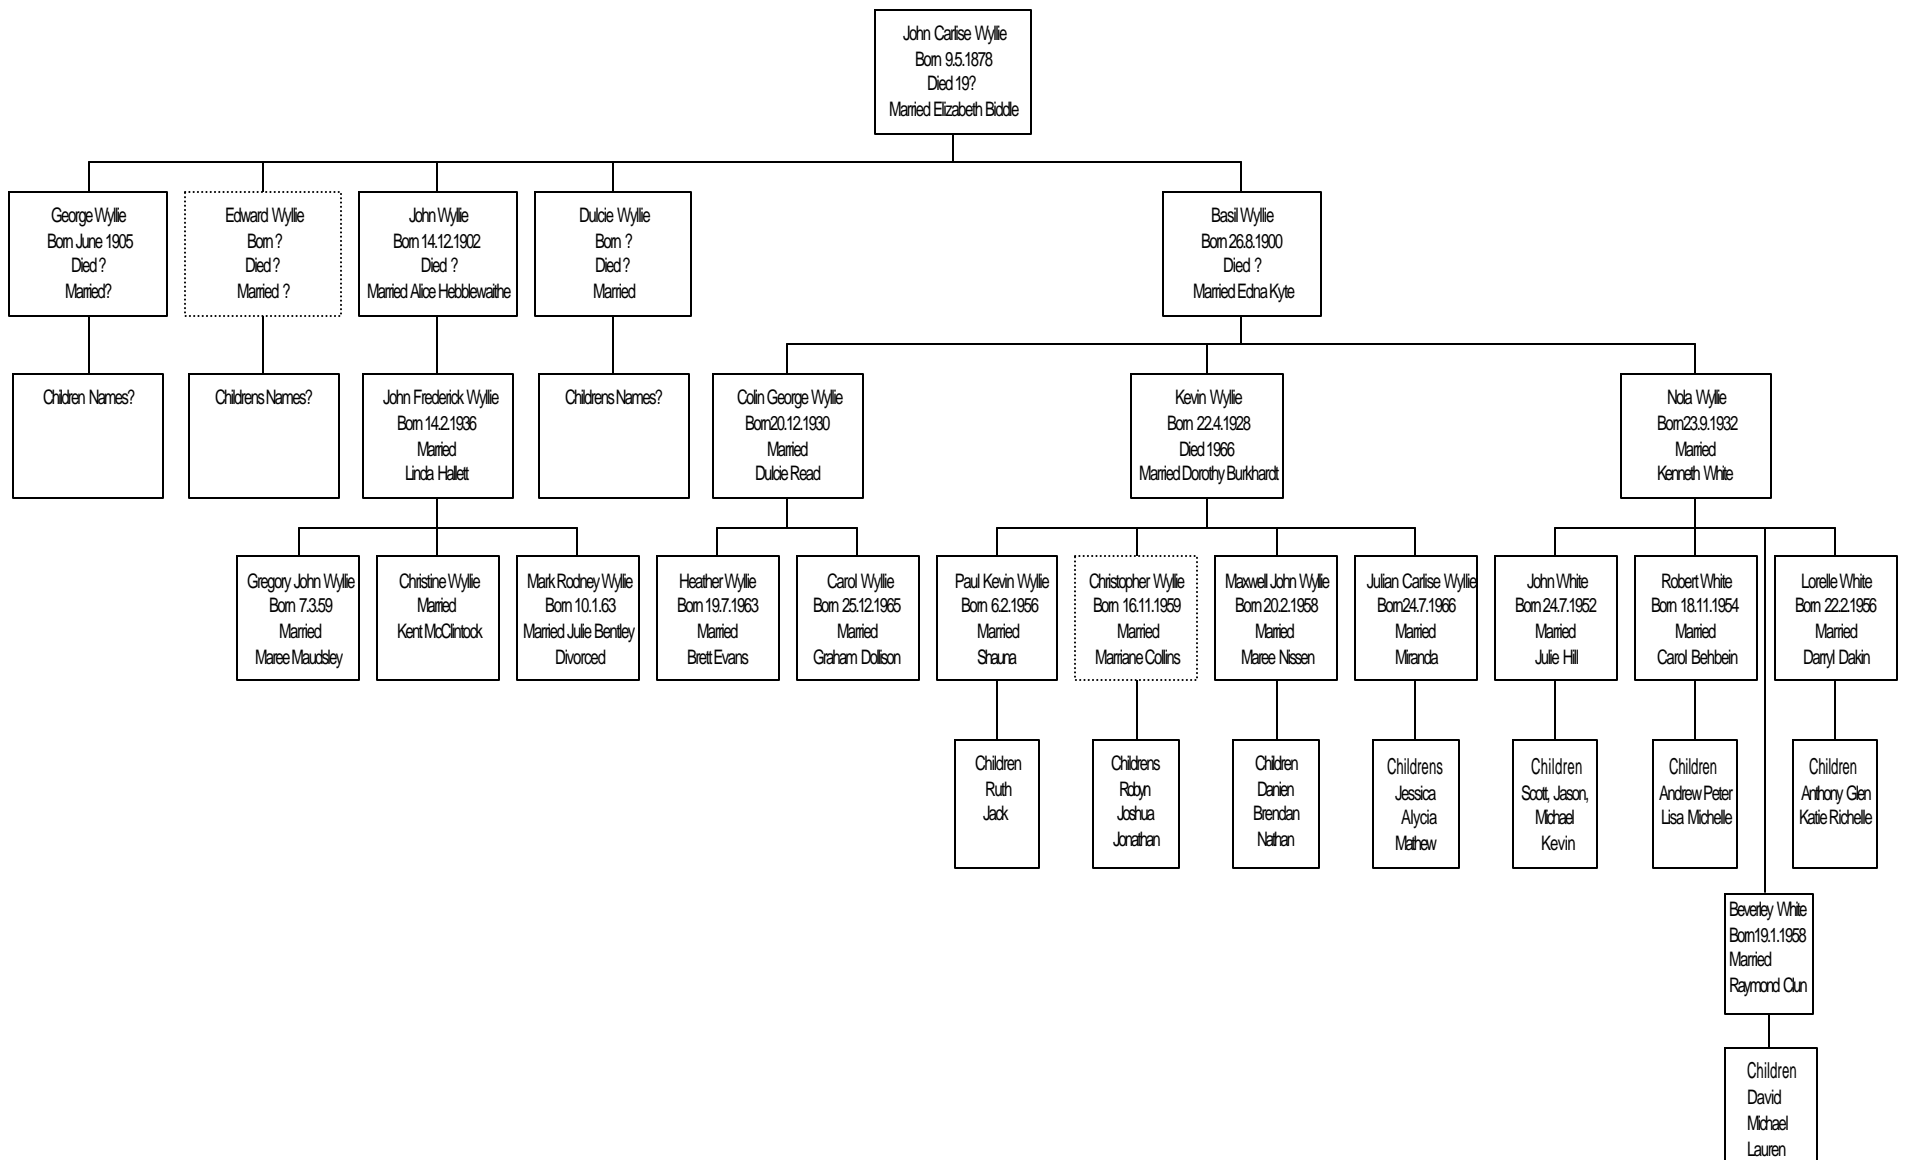 John Carlise Wyllie
Born 9.5.1878
Died 19?
Married Elizabeth Biddle
George Wyllie
Born June 1905
Died ?
Married?
Edward Wyllie
Born ?
Died ?
Married ?
John Wyllie
Born 14.12.1902
Died ?
Married Alice Hebblewaithe
Dulcie Wyllie
Born ?
Died ?
Married
Basil Wyllie
Born 26.8.1900
Died ?
Married Edna Kyte
Children Names?
Childrens Names?
John Frederick Wyllie
Born 14.2.1936
Married
Linda Hallett
Childrens Names?
Colin George Wyllie
Born20.12.1930
Married
Dulcie Read
Kevin Wyllie
Born 22.4.1928
Died 1966
Married Dorothy Burkhardt
Nola Wyllie
Born23.9.1932
Married
Kenneth White
Gregory John Wyllie
Born 7.3.59
Married
Maree Maudsley
Christine Wyllie
Married
Kent McClintock
Mark Rodney Wylie
Born 10.1.63
Married Julie Bentley
Divorced
Heather Wyllie
Born 19.7.1963
Married
Brett Evans
Carol Wyllie
Born 25.12.1965
Married
Graham Dollison
Paul Kevin Wyllie
Born 6.2.1956
Married
Shauna
Christopher Wyllie
Born 16.11.1959
Married
Marriane Collins
Maxwell John Wyllie
Born 20.2.1958
Married
Maree Nissen
Julian Carlise Wyllie
Born24.7.1966
Married
Miranda
John White
Born 24.7.1952
Married
Julie Hill
Robert White
Born 18.11.1954
Married
Carol Behbein
Lorelle White
Born 22.2.1956
Married
Darryl Dakin
Children
Ruth
Jack
Childrens
Robyn
Joshua
Jonathan
Children
Danien
Brendan
Nathan
Childrens
Jessica
Alycia
Mathew
Children
Scott, Jason,
Michael
Kevin
Children
Andrew Peter
Lisa Michelle
Children
Anthony Glen
Katie Richelle
Beverley White
Born19.1.1958
Married
Raymond Olun
Children
David
Michael
Lauren